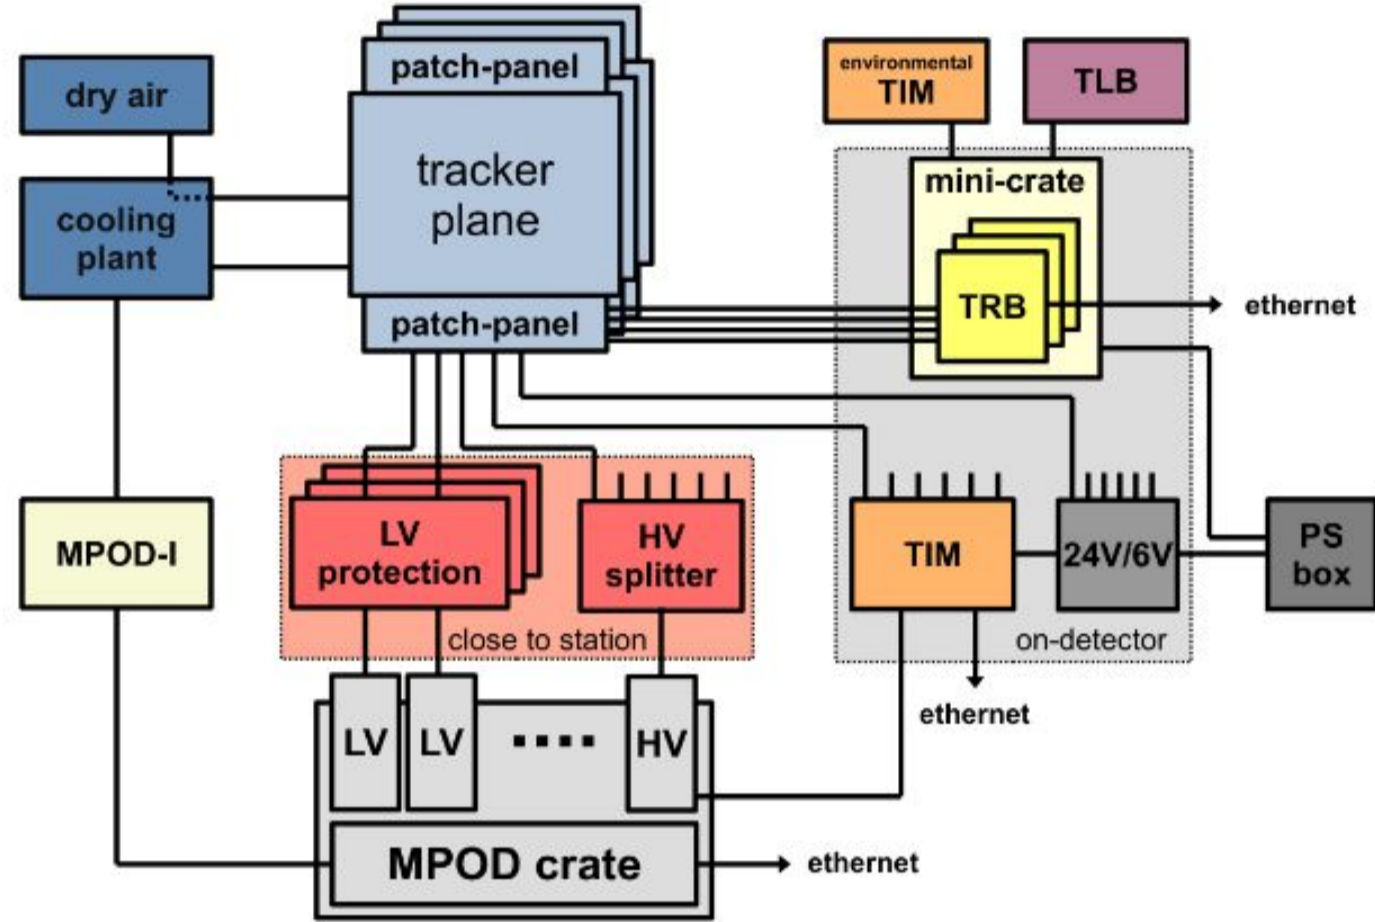 patch-panel
environmental
TIM
TLB
dry air
tracker
plane
mini-crate
cooling
plant
TRB
ethernet
patch-panel
MPOD-I
LV
protection
HV
splitter
TIM
24V/6V
PS
box
close to station
on-detector
ethernet
LV
LV
....
HV
MPOD crate
ethernet